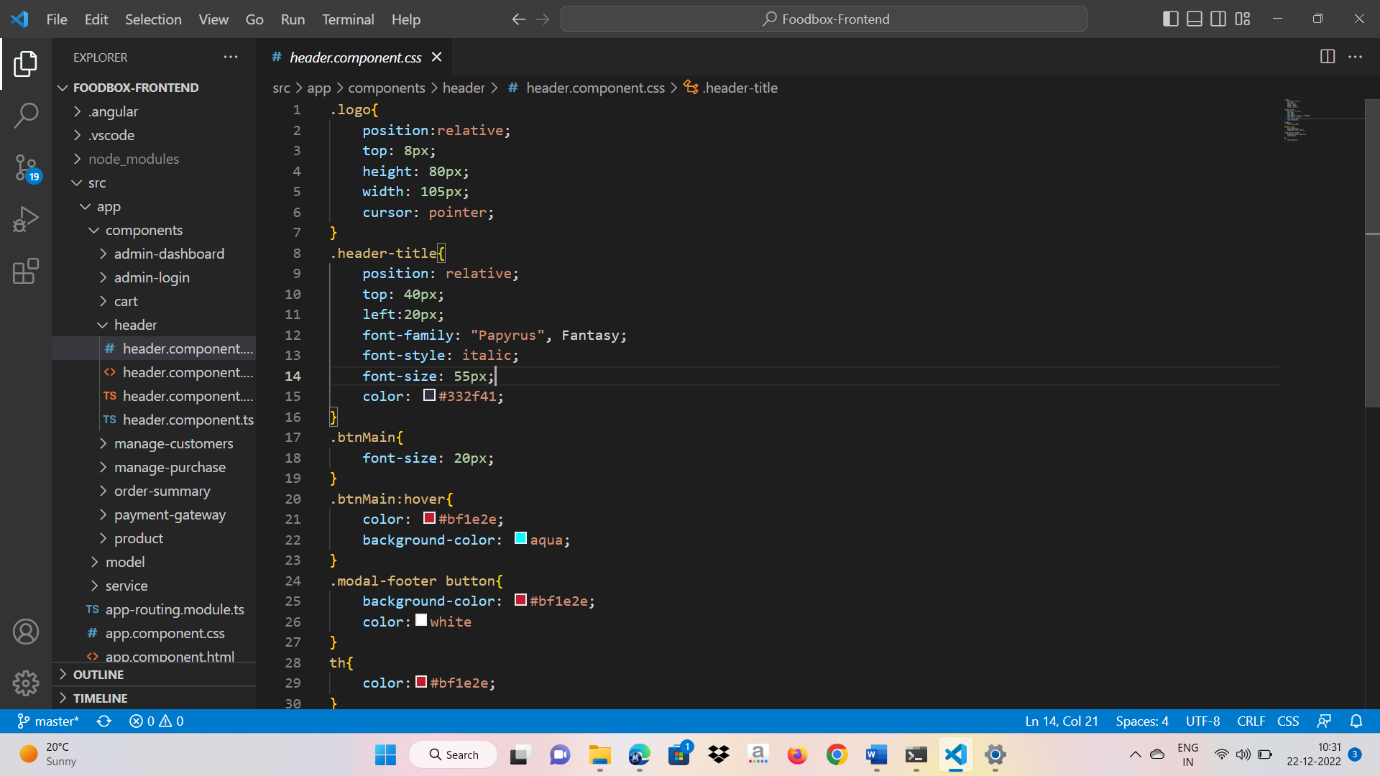 File Edit Selection View Go Run Terminal Help
Foodbox-Frontend
EXPLORER
header.component.css
src > app > components > header > # header.component.css > .header-title
FOODBOX-FRONTEND
.angular
.vscode
node_modules
src
app
components
admin-dashboard
admin-login
cart
header
# header.component....
<> header.component....
TS header.component....
TS header.component.ts
manage-customers
manage-purchase
order-summary
payment-gateway
product
model
service
TS app-routing.module.ts
# app.component.css
<> app.component.html
OUTLINE
TIMELINE
19
1 .logo{
2 position:relative;
3 top: 8px;
4 height: 80px;
5 width: 105px;
6 cursor: pointer;
7 }
8 .header-title{
9 position: relative;
10 top: 40px;
11 left:20px;
12 font-family: "Papyrus", Fantasy;
13 font-style: italic;
14 font-size: 55px;
15 color: #332f41;
16 }
17 .btnMain{
18 font-size: 20px;
19 }
20 .btnMain:hover{
21 color: #bf1e2e;
22 background-color: aqua;
23 }
24 .modal-footer button{
25 background-color: #bf1e2e;
26 color:white
27 }
28 th{
29 color:#bf1e2e;
30 }
master* 0 0 Ln 14, Col 21 Spaces: 4 UTF-8 CRLF CSS
20°C
Sunny
Search
1
a
W
ENG
IN
10:31
22-12-2022
3